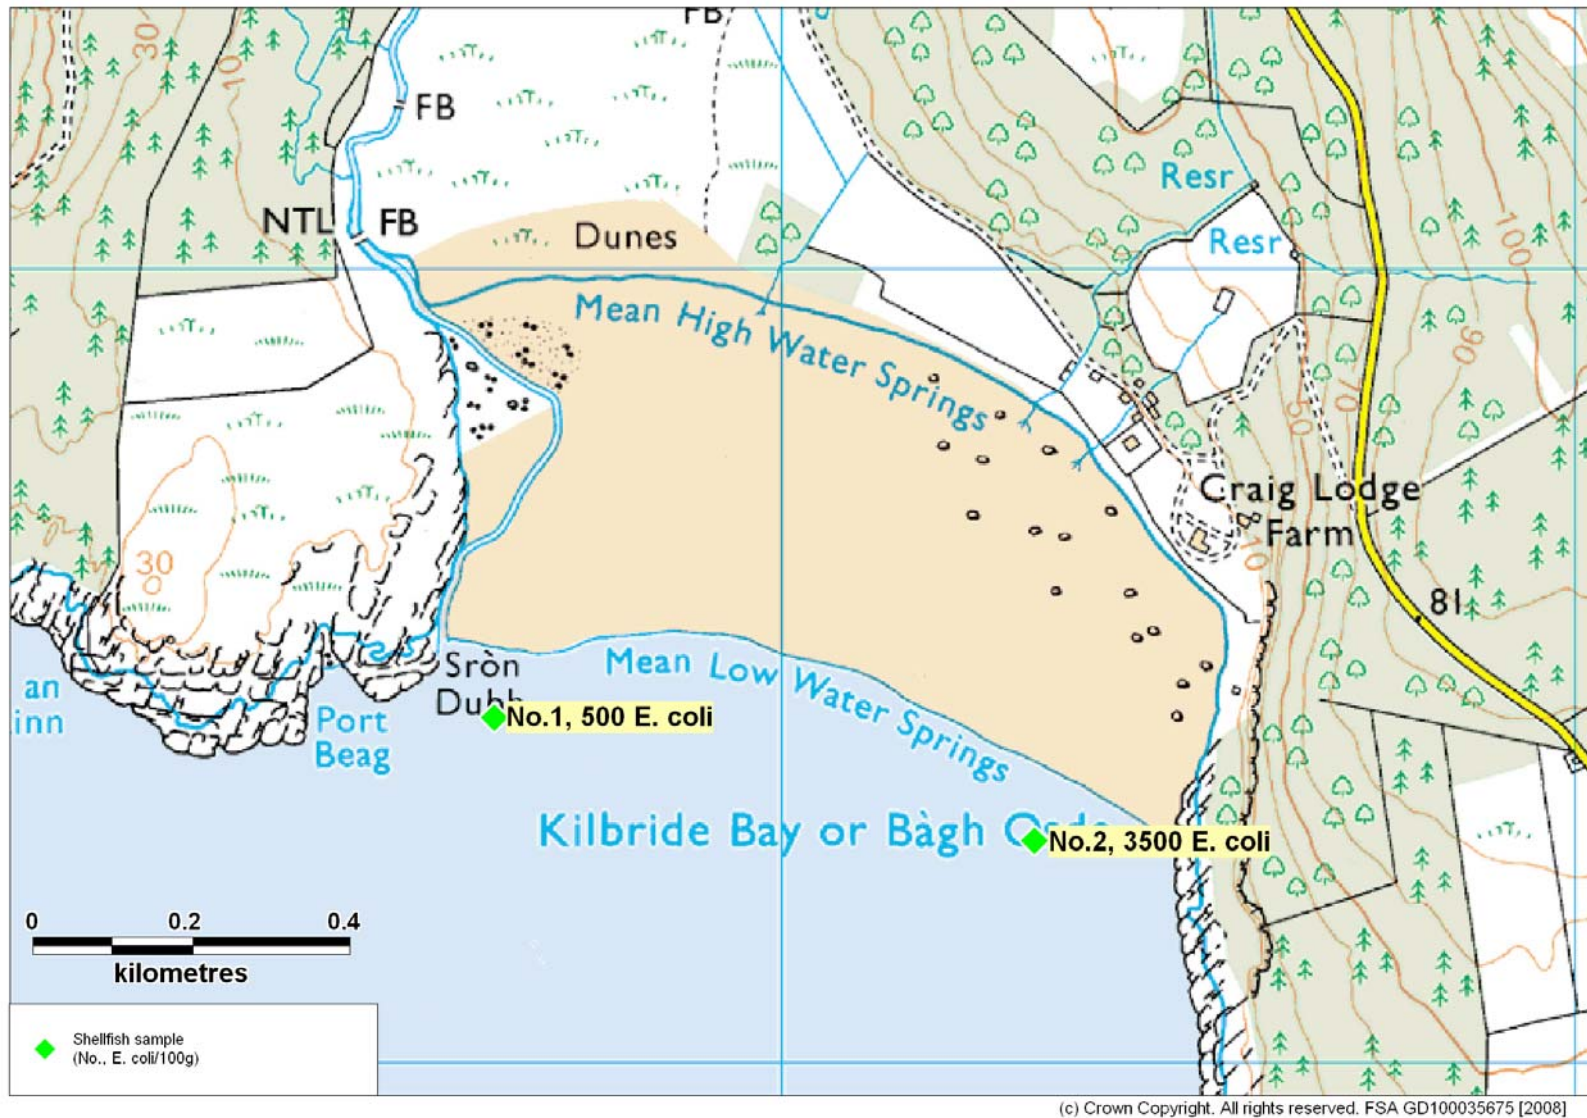 FB
30
10
FB
NTL
FB
Dunes
Resr
Resr
100
Mean High Water Springs
90
70
50
Craig Lodge
Farm
10
30
81
Sròn
Mean Low Water Springs
an
inn
No.1, 500 E. coli
Port
Beag
Kilbride Bay or Bàgh
No.2, 3500 E. coli
0 0.2 0.4
kilometres
Shellfish sample
(No., E. coli/100g)
(c) Crown Copyright. All rights reserved. FSA GD100035675 [2008]